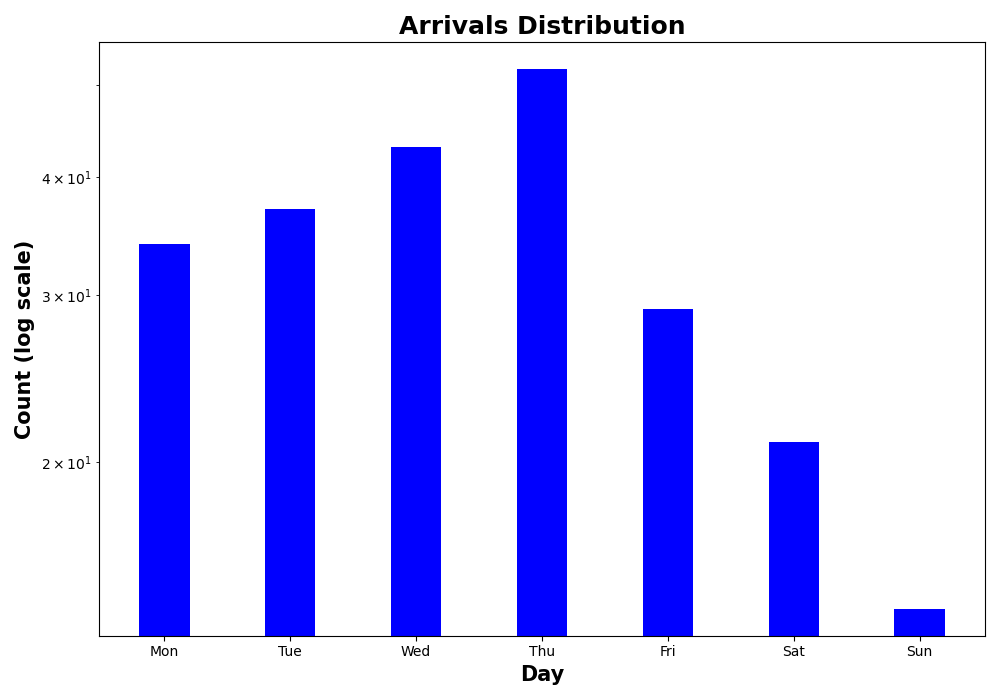 Arrivals Distribution
Count (log scale)
4 × 10¹
3 × 10¹
2 × 10¹
Mon Tue Wed Thu Fri Sat Sun
Day